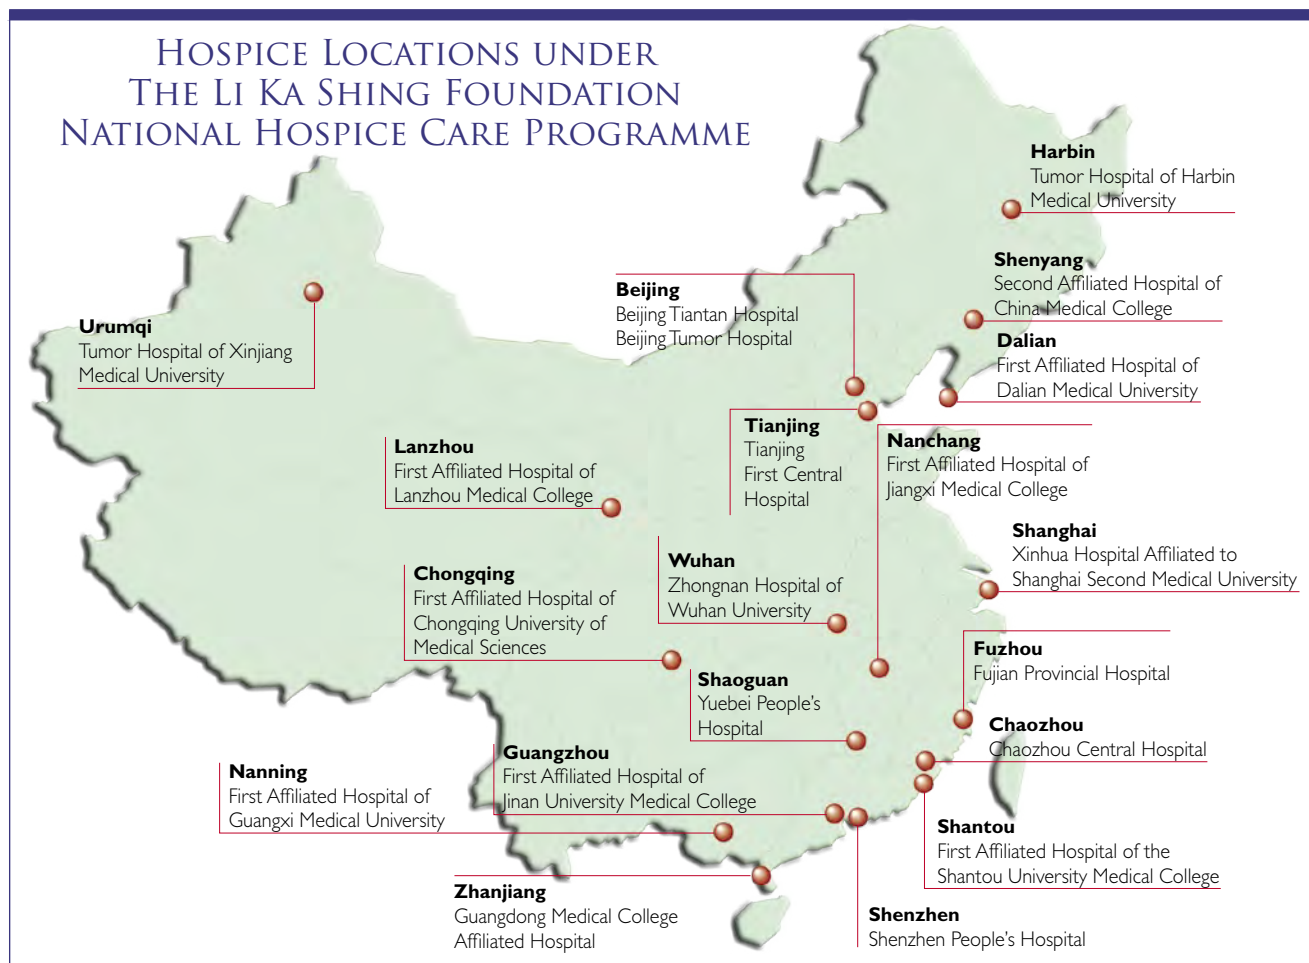 HOSPICE LOCATIONS UNDER
THE LI KA SHING FOUNDATION
NATIONAL HOSPICE CARE PROGRAMME
Harbin
Tumor Hospital of Harbin
Medical University
Shenyang
Second Affiliated Hospital of
China Medical College
Beijing
Beijing Tiantan Hospital
Beijing Tumor Hospital
Urumqi
Tumor Hospital of Xinjiang
Medical University
Dalian
First Affiliated Hospital of
Dalian Medical University
Tianjing
Tianjing
First Central
Hospital
Nanchang
First Affiliated Hospital of
Jiangxi Medical College
Lanzhou
First Affiliated Hospital of
Lanzhou Medical College
Shanghai
Xinhua Hospital Affiliated to
Shanghai Second Medical University
Wuhan
Zhongnan Hospital of
Wuhan University
Chongqing
First Affiliated Hospital of
Chongqing University of
Medical Sciences
Fuzhou
Fujian Provincial Hospital
Shaoguan
Yuebei People's
Hospital
Chaozhou
Chaozhou Central Hospital
Guangzhou
First Affiliated Hospital of
Jinan University Medical College
Nanning
First Affiliated Hospital of
Guangxi Medical University
Shantou
First Affiliated Hospital of the
Shantou University Medical College
Zhanjiang
Guangdong Medical College
Affiliated Hospital
Shenzhen
Shenzhen People's Hospital